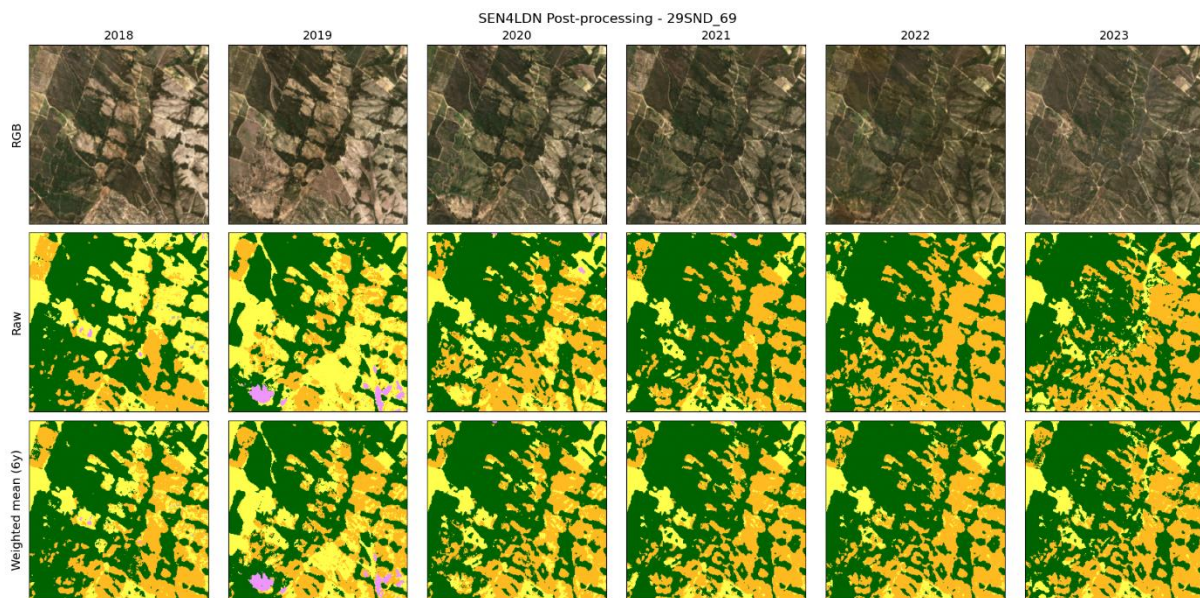 SEN4LDN Post-processing - 29SND_69
2018 2019 2020 2021 2022 2023
RGB
Raw
Weighted mean (6y)